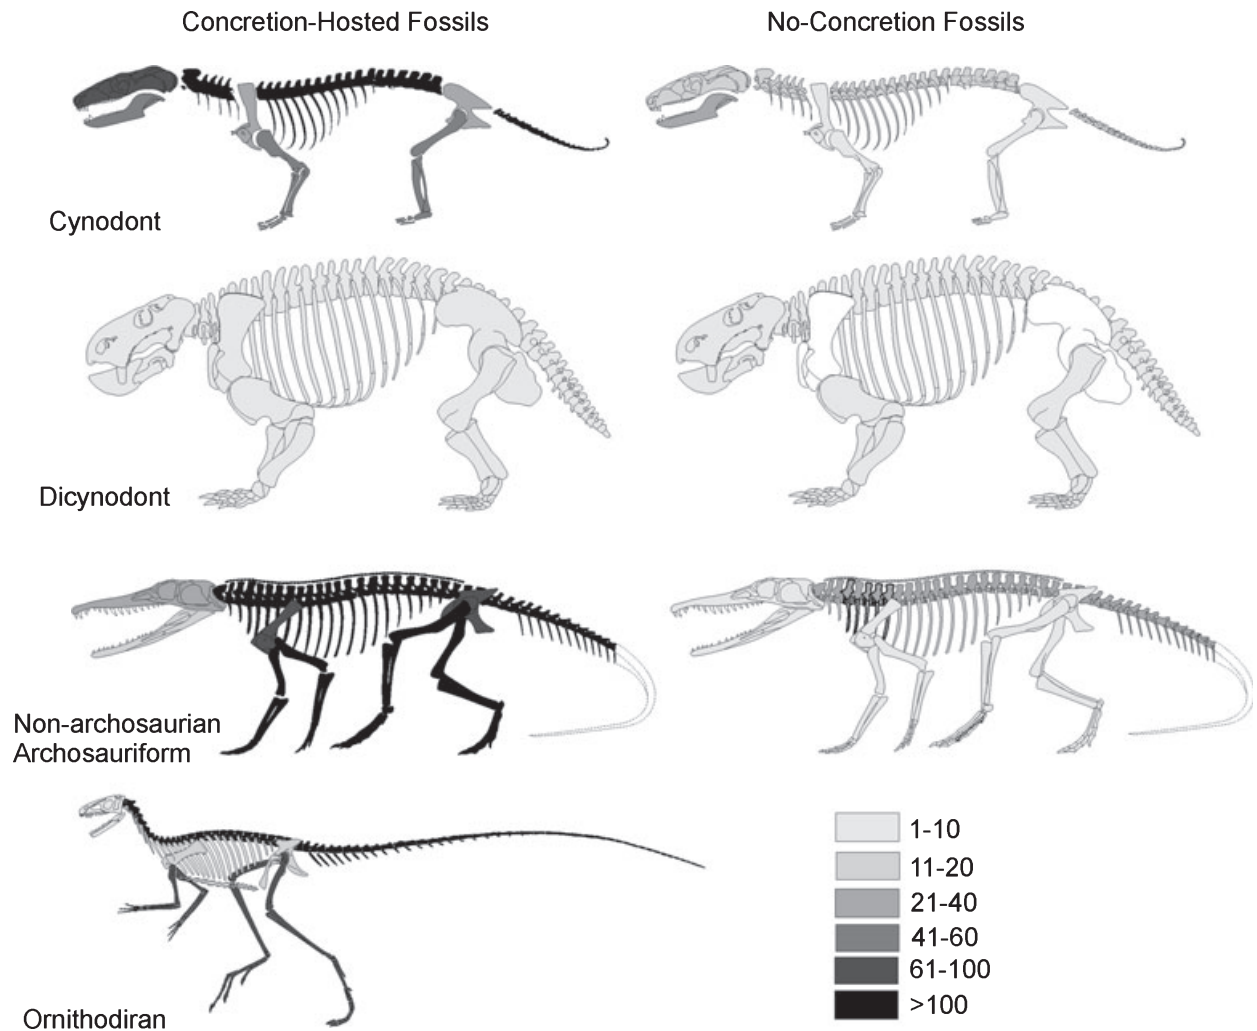 Concretion-Hosted Fossils
No-Concretion Fossils
Cynodont
Dicynodont
Non-archosaurian
Archosauriform
Ornithodiran
1-10
11-20
21-40
41-60
61-100
>100